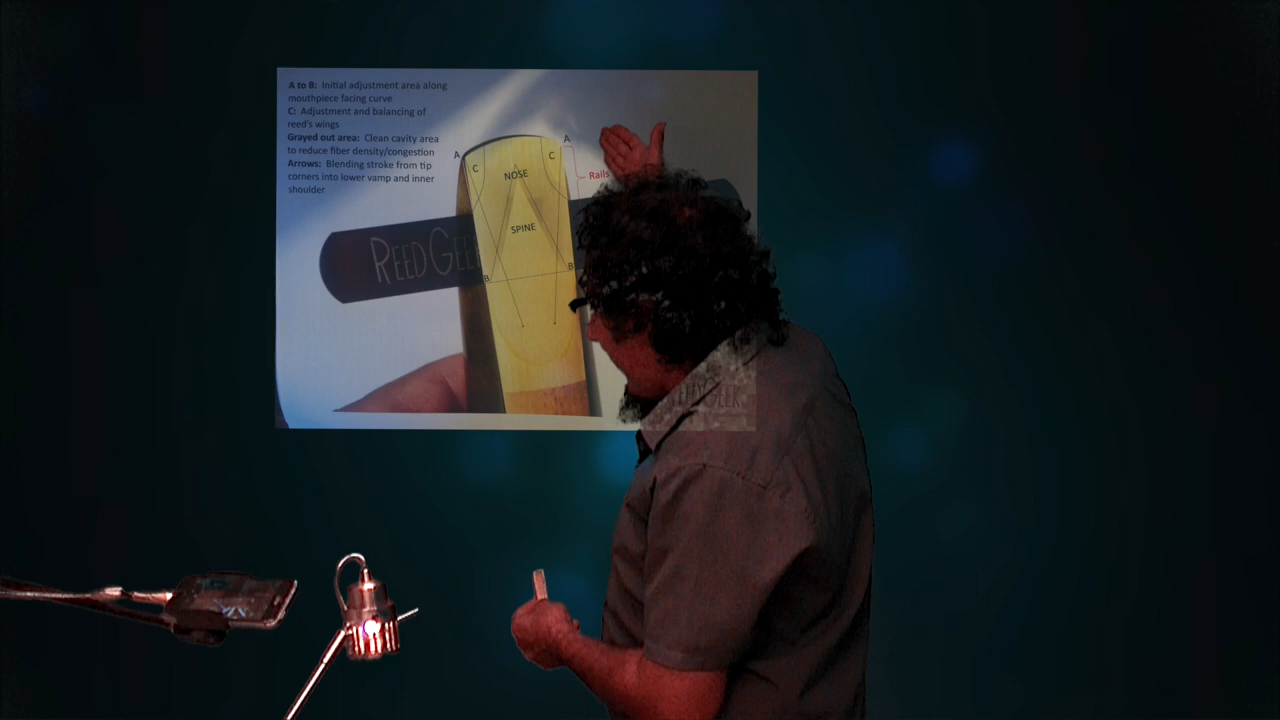 A to B: Initial adjustment area along
mouthpiece facing curve
C: Adjustment and balancing of
reed's wings
Grayed out area: Clean cavity area
to reduce fiber density/congestion
Arrows: Blending stroke from tip
corners into lower vamp and inner
shoulder
A
A
C
C
NOSE
Rails
SPINE
REEDGEEK
B
B
REEDGEEK